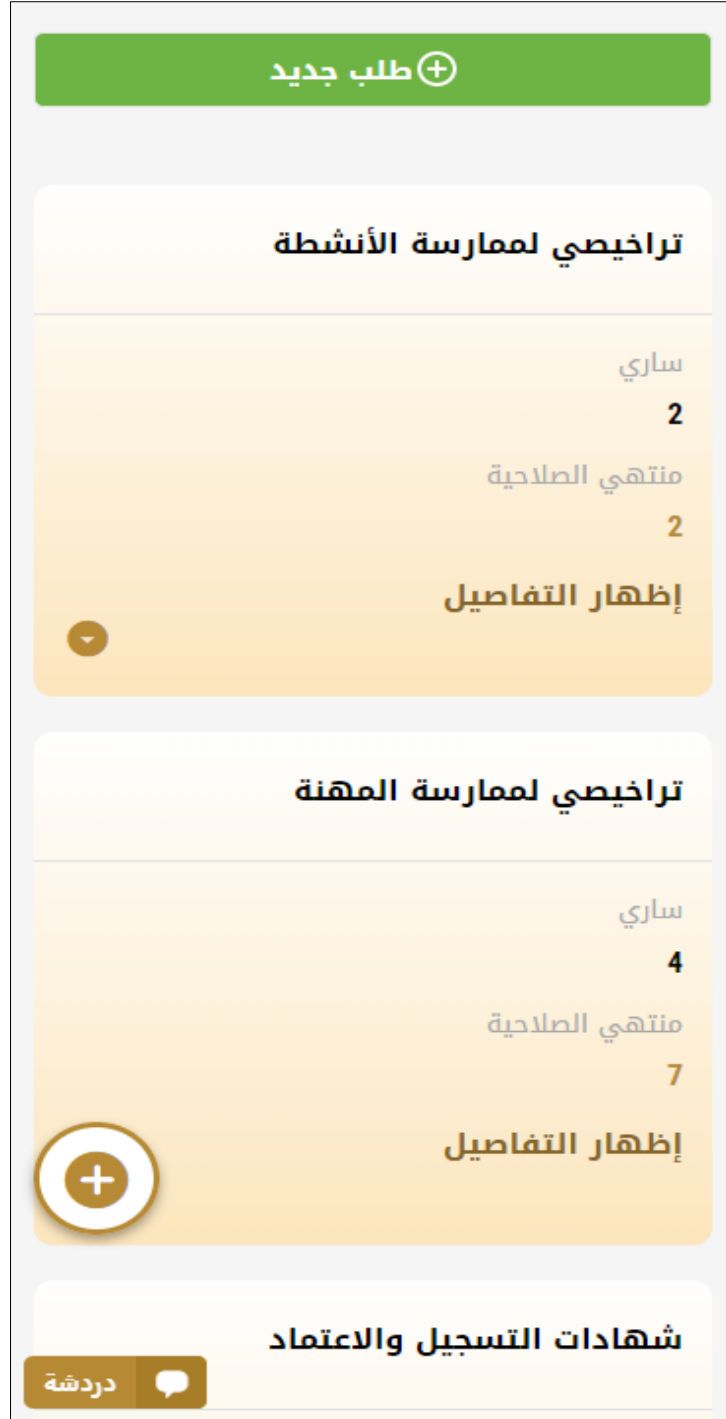 طلب جديد
تراخيصي لممارسة الأنشطة
ساري
2
منتهي الصلاحية
2
إظهار التفاصيل
تراخيصي لممارسة المهنة
ساري
4
منتهي الصلاحية
7
إظهار التفاصيل
شهادات التسجيل والاعتماد
دردشة